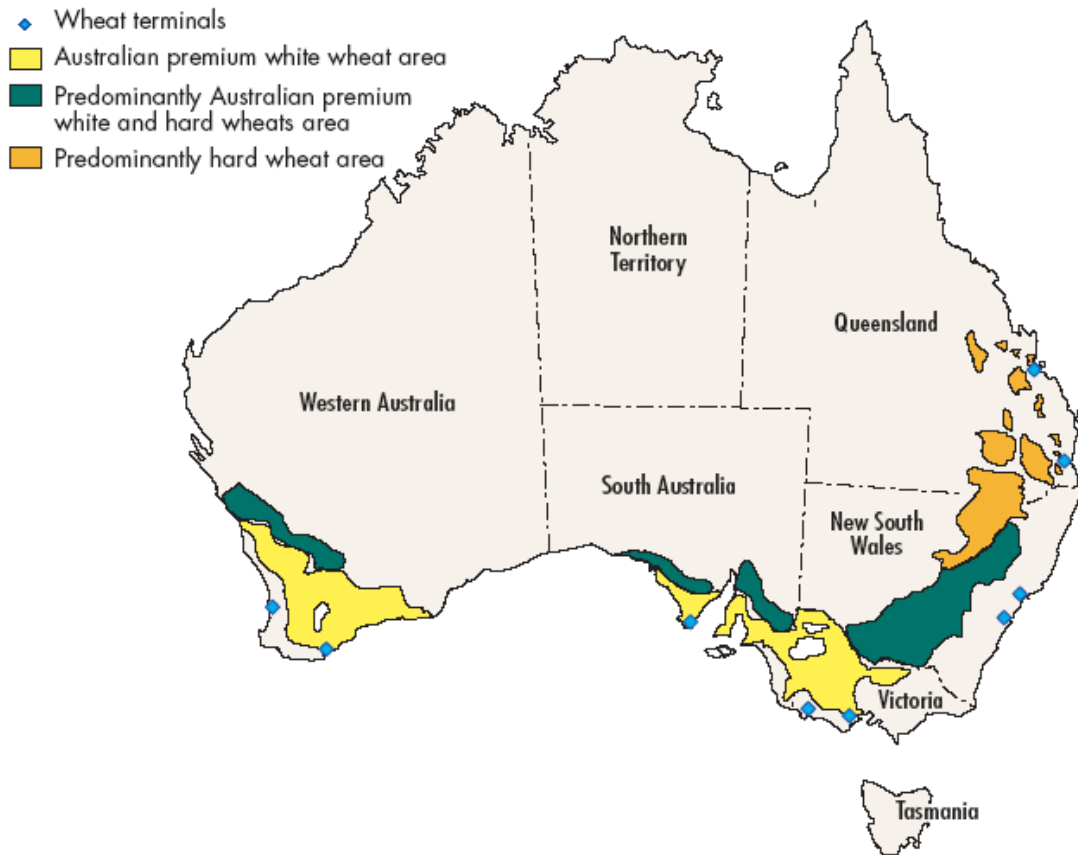 Wheat terminals
Australian premium white wheat area
Predominantly Australian premium
white and hard wheats area
Predominantly hard wheat area
Northern
Territory
Queensland
Western Australia
South Australia
New South
Wales
Victoria
Tasmania